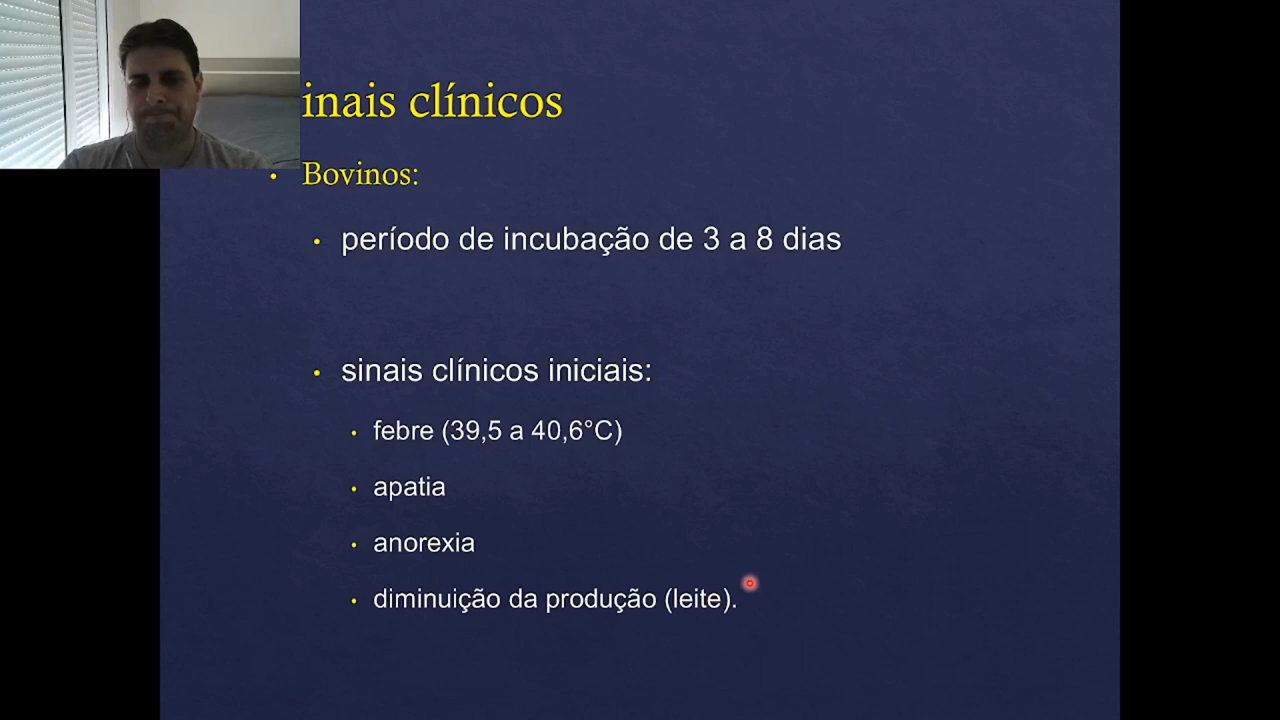 inais clínicos
• Bovinos:
• período de incubação de 3 a 8 dias
• sinais clínicos iniciais:
• febre (39,5 a 40,6°C)
• apatia
• anorexia
• diminuição da produção (leite).